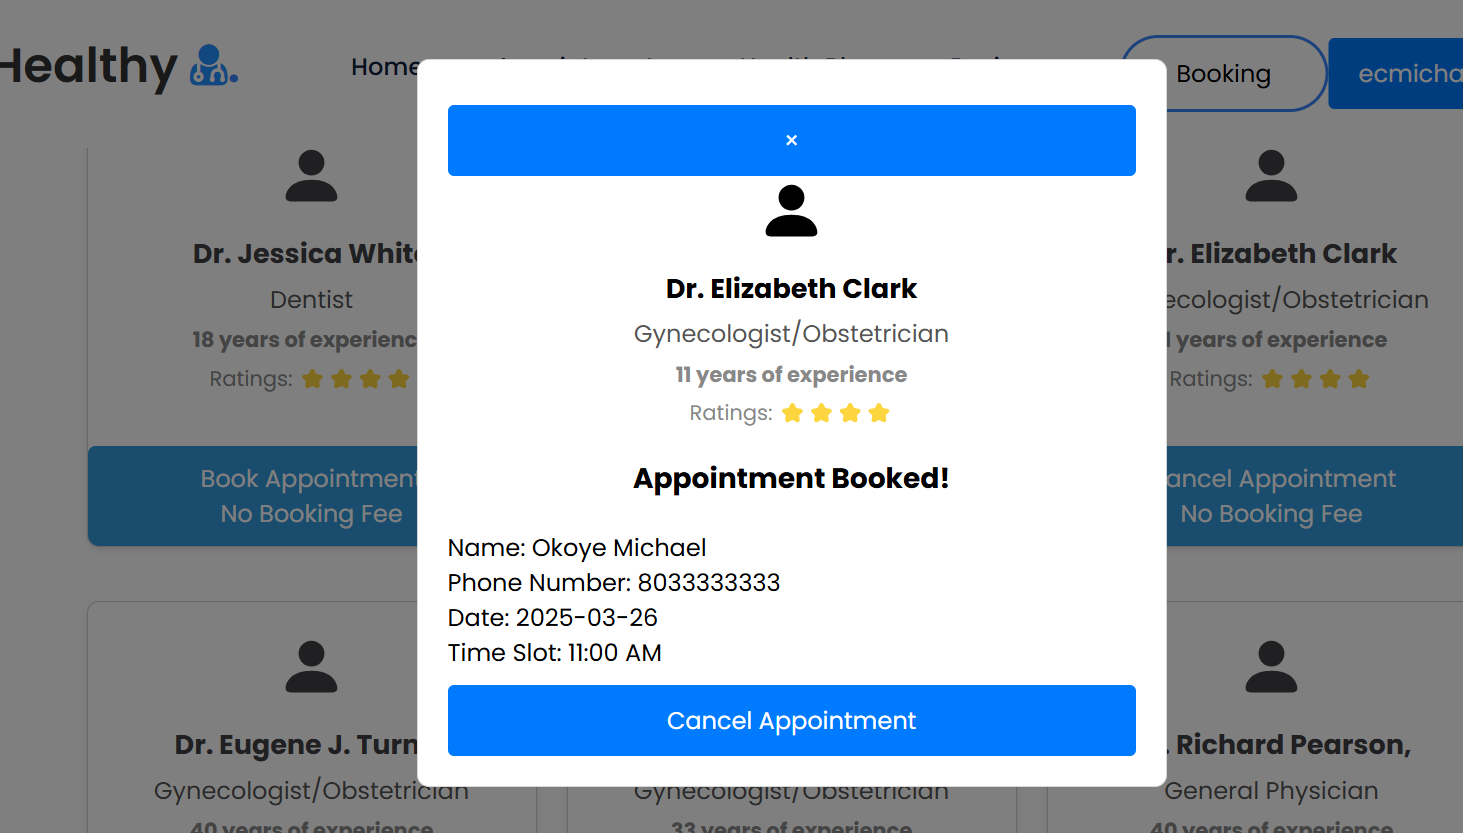 Healthy
Home
Booking
ecmicha
×
Dr. Jessica White
Dentist
18 years of experienc
Ratings:
Book Appointment
No Booking Fee
Dr. Elizabeth Clark
Gynecologist/Obstetrician
11 years of experience
Ratings:
Appointment Booked!
Name: Okoye Michael
Phone Number: 8033333333
Date: 2025-03-26
Time Slot: 11:00 AM
Cancel Appointment
r. Elizabeth Clark
ecologist/Obstetrician
years of experience
Ratings:
ancel Appointment
No Booking Fee
Dr. Eugene J. Turn
Gynecologist/Obstetrician
40 years of experience
Gynecologist/Obstetrician
33 years of experience
. Richard Pearson,
General Physician
40 years of experience